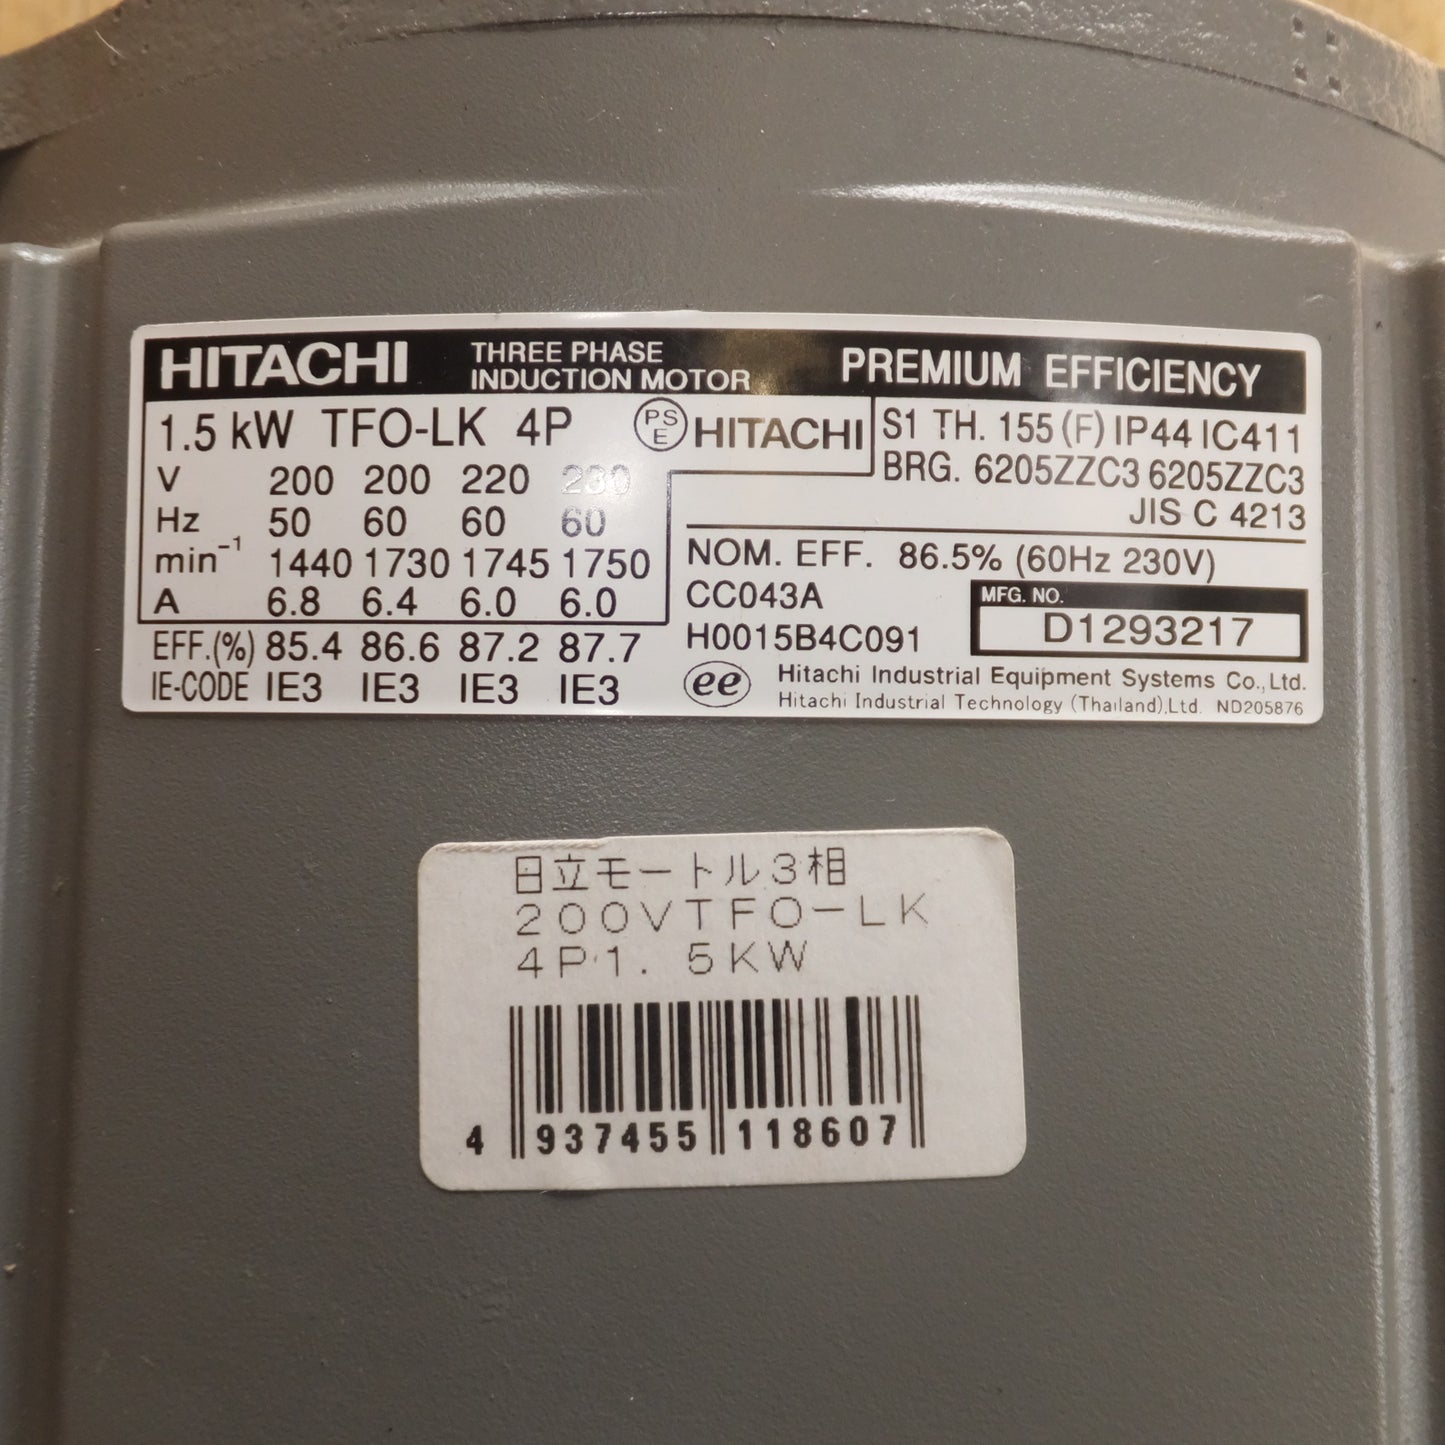 HITACHI THREE PHASE INDUCTION MOTOR PREMIUM EFFICIENCY
1.5 kW TFO-LK 4P PS E HITACHI S1 TH. 155 (F) IP44 IC411
BRG. 6205ZZC3 6205ZZC3
JIS C 4213
V 200 200 220 230
Hz 50 60 60 60
min⁻¹ 1440 1730 1745 1750
A 6.8 6.4 6.0 6.0
EFF.(%) 85.4 86.6 87.2 87.7
IE-CODE IE3 IE3 IE3 IE3
NOM. EFF. 86.5% (60Hz 230V)
CC043A
H0015B4C091
MFG. NO.
D1293217
ee Hitachi Industrial Equipment Systems Co.,Ltd.
Hitachi Industrial Technology (Thailand),Ltd. ND205876
日立モートル3相
200VTFO-LK
4P1.5KW
4 937455 118607